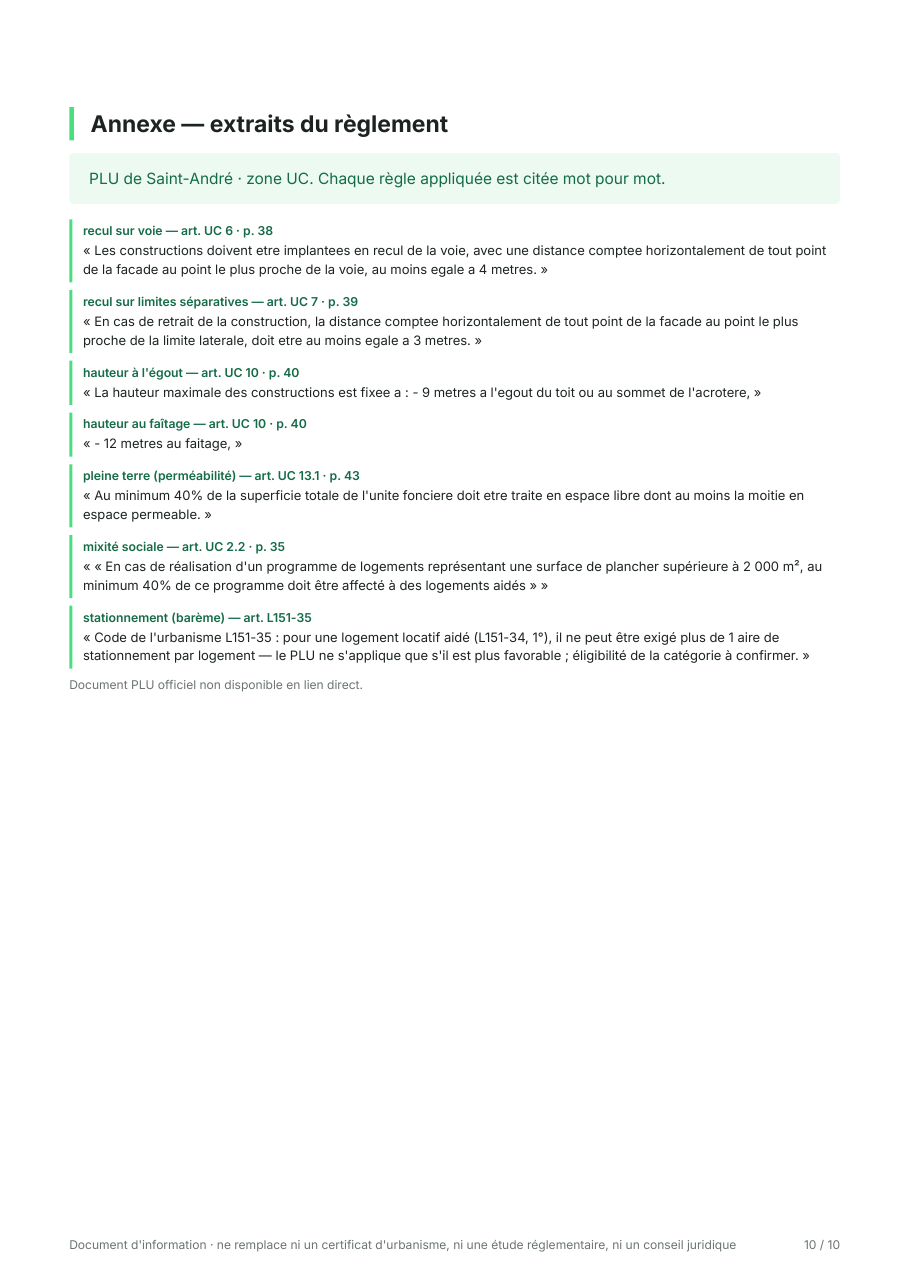 Annexe — extraits du règlement
PLU de Saint-André · zone UC. Chaque règle appliquée est citée mot pour mot.
recul sur voie — art. UC 6 · p. 38
« Les constructions doivent etre implantees en recul de la voie, avec une distance comptee horizontalement de tout point
de la facade au point le plus proche de la voie, au moins egale a 4 metres. »
recul sur limites séparatives — art. UC 7 · p. 39
« En cas de retrait de la construction, la distance comptee horizontalement de tout point de la facade au point le plus
proche de la limite laterale, doit etre au moins egale a 3 metres. »
hauteur à l'égout — art. UC 10 · p. 40
« La hauteur maximale des constructions est fixee a : - 9 metres a l'egout du toit ou au sommet de l'acrotere, »
hauteur au faîtage — art. UC 10 · p. 40
« - 12 metres au faitage, »
pleine terre (perméabilité) — art. UC 13.1 · p. 43
« Au minimum 40% de la superficie totale de l'unite fonciere doit etre traite en espace libre dont au moins la moitie en
espace permeable. »
mixité sociale — art. UC 2.2 · p. 35
« « En cas de réalisation d'un programme de logements représentant une surface de plancher supérieure à 2 000 m², au
minimum 40% de ce programme doit être affecté à des logements aidés » »
stationnement (barème) — art. L151-35
« Code de l'urbanisme L151-35 : pour une logement locatif aidé (L151-34, 1°), il ne peut être exigé plus de 1 aire de
stationnement par logement — le PLU ne s'applique que s'il est plus favorable ; éligibilité de la catégorie à confirmer. »
Document PLU officiel non disponible en lien direct.
Document d'information · ne remplace ni un certificat d'urbanisme, ni une étude réglementaire, ni un conseil juridique
10 / 10